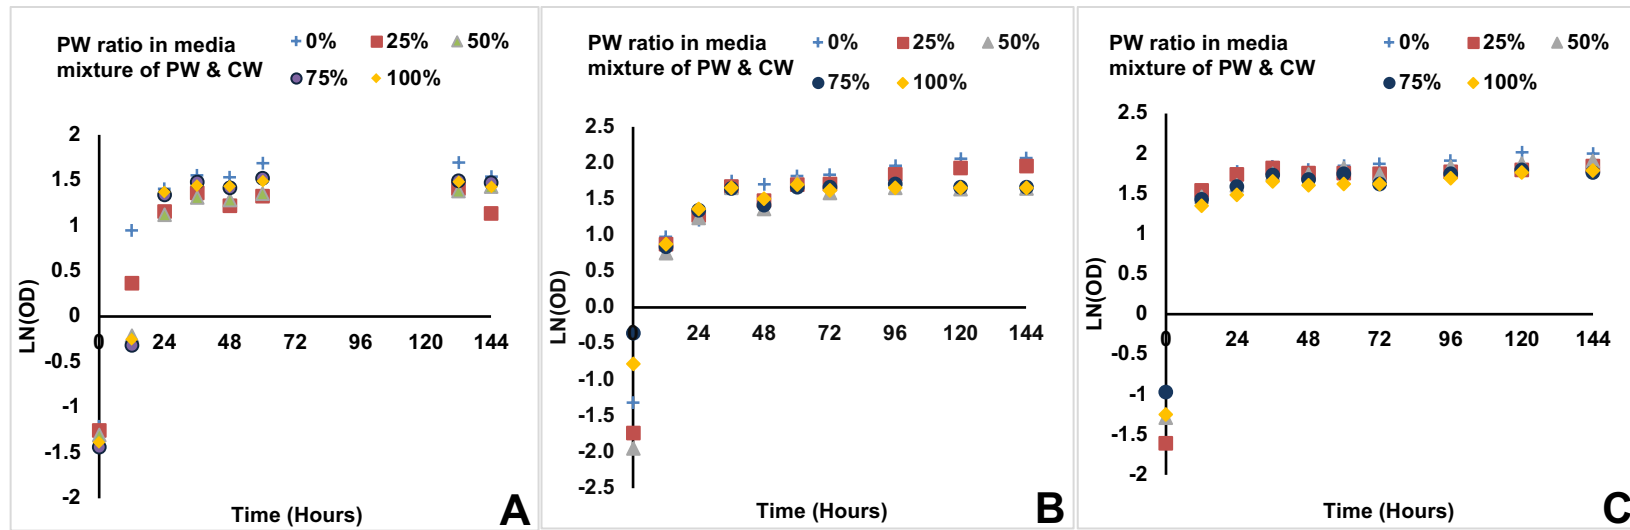 PW ratio in media
mixture of PW & CW
0% 25% 50%
75% 100%
2
1.5
1
0.5
0
-0.5
-1
-1.5
-2
0 24 48 72 96 120 144
LN(OD)
Time (Hours)
A
PW ratio in media
mixture of PW & CW
0% 25% 50%
75% 100%
2.5
2.0
1.5
1.0
0.5
0.0
-0.5
-1.0
-1.5
-2.0
-2.5
24 48 72 96 120 144
LN(OD)
Time (Hours)
B
PW ratio in media
mixture of PW & CW
0% 25% 50%
75% 100%
2.5
2
1.5
1
0.5
0
-0.5
-1
-1.5
-2
0 24 48 72 96 120 144
LN(OD)
Time (Hours)
C